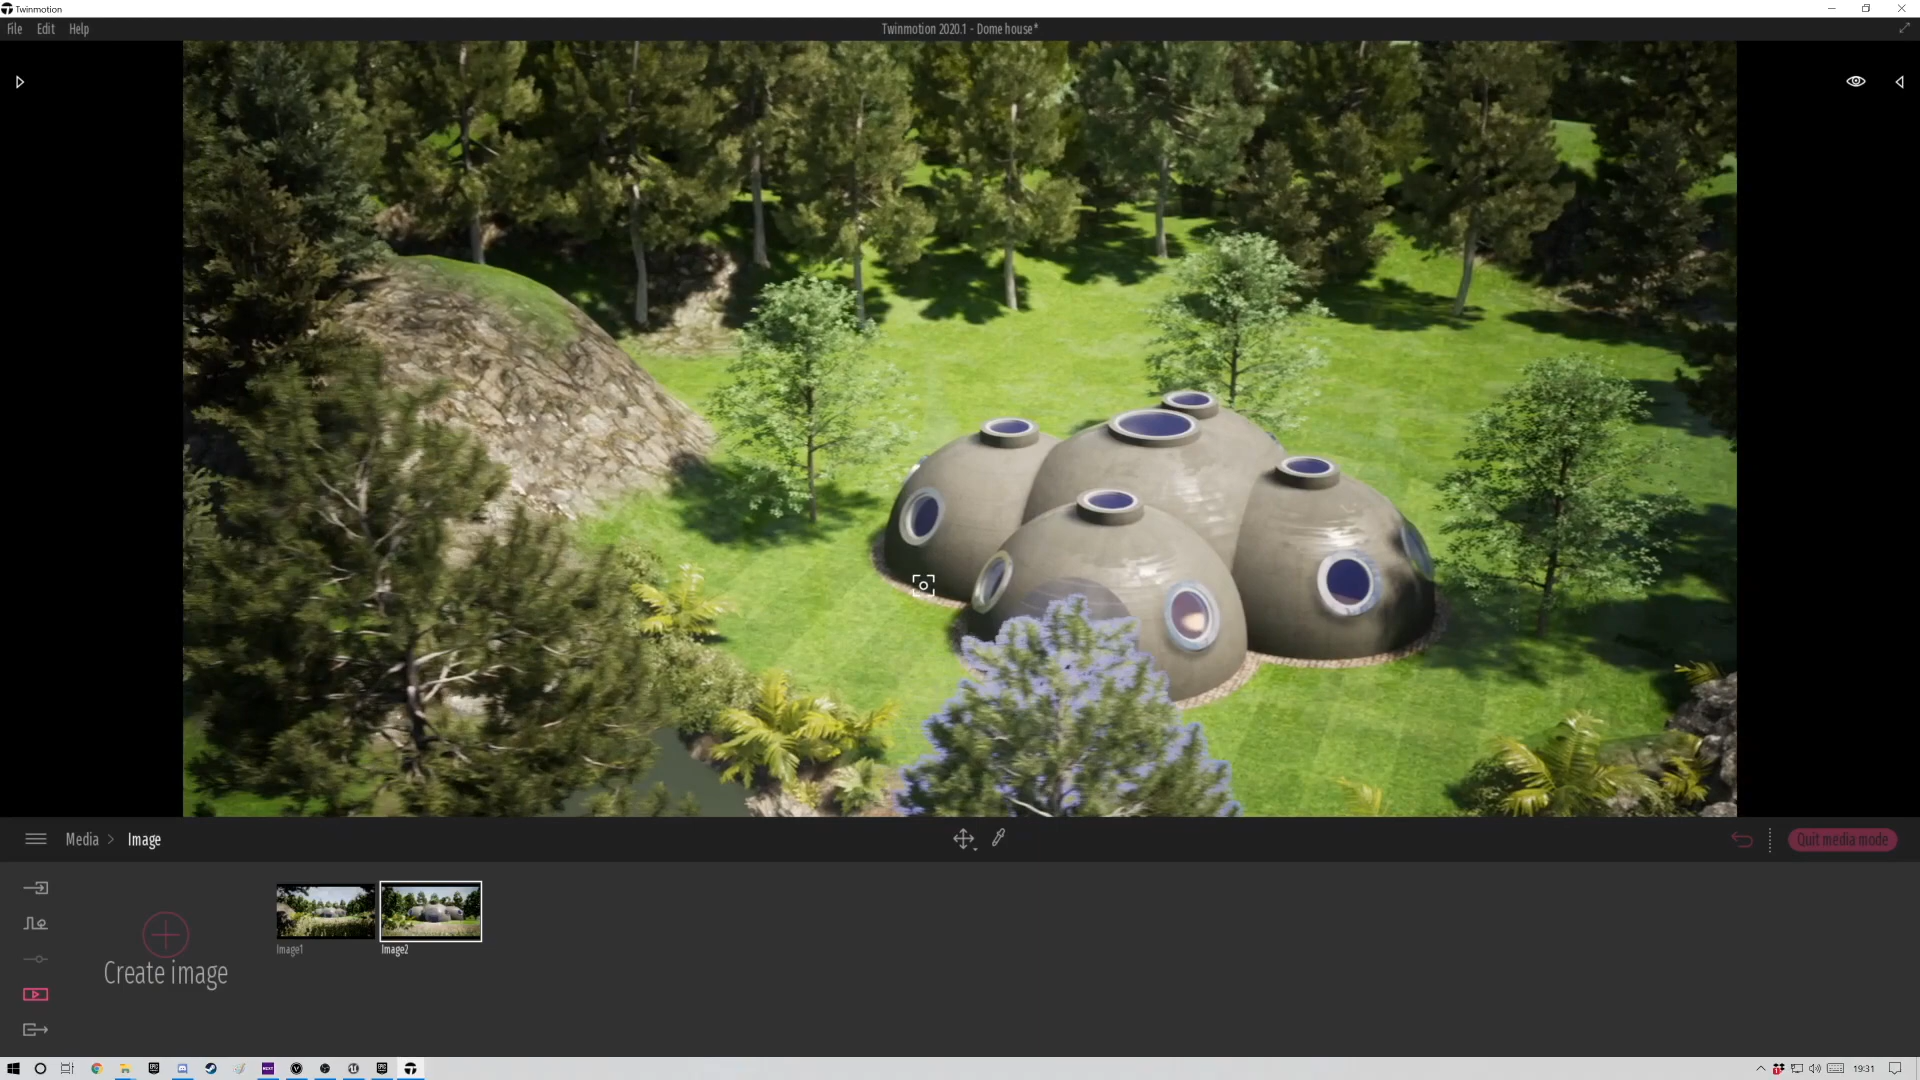 Twinmotion
File Edit Help
Twinmotion 2020.1 - Dome house*
Media > Image
Quit media mode
Create image
Image1
Image2
19:31